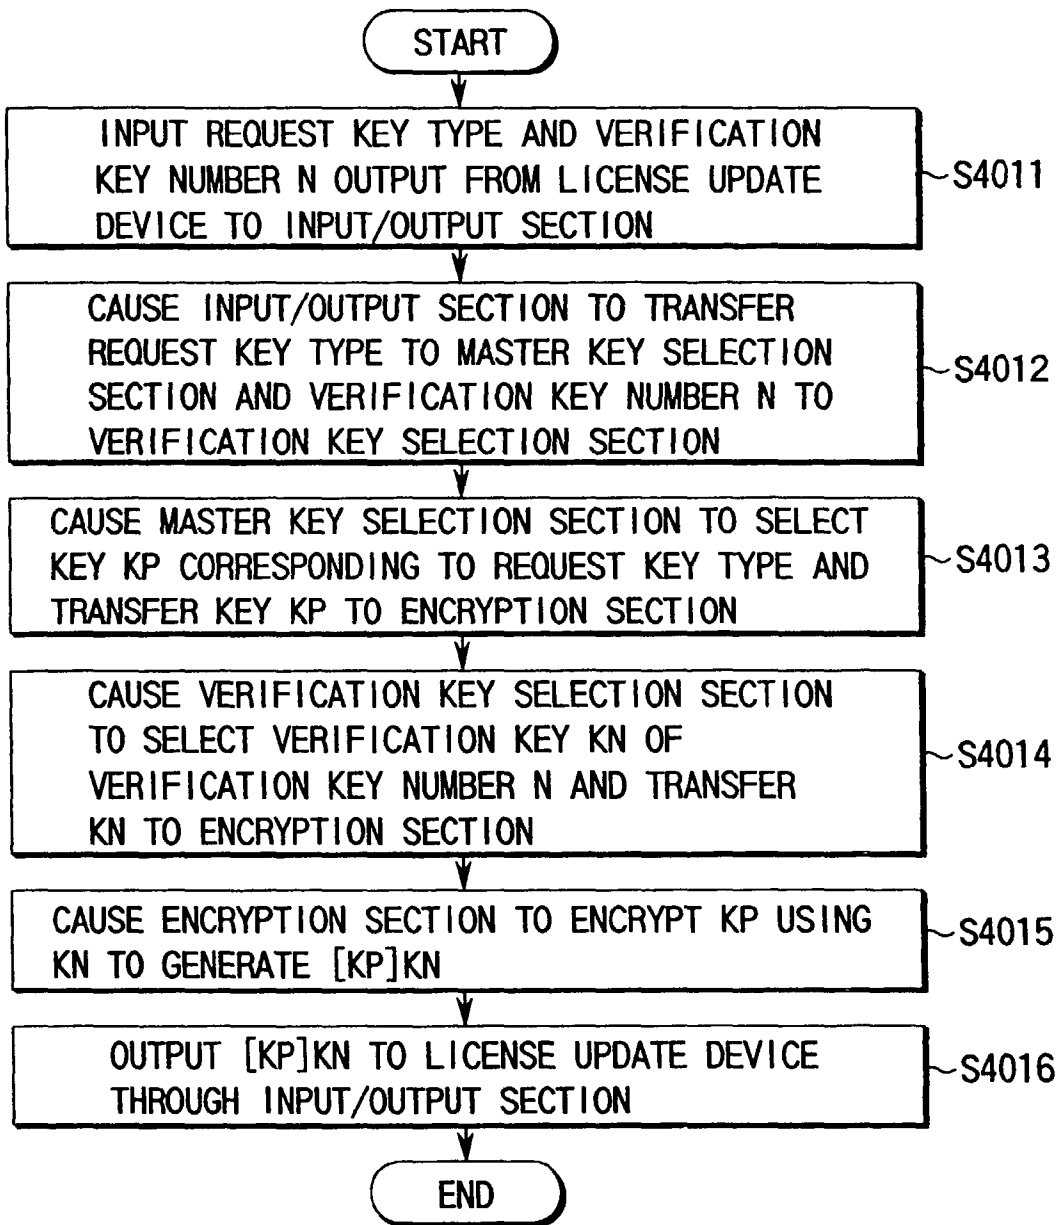 START
INPUT REQUEST KEY TYPE AND VERIFICATION
KEY NUMBER N OUTPUT FROM LICENSE UPDATE
DEVICE TO INPUT/OUTPUT SECTION
S4011
CAUSE INPUT/OUTPUT SECTION TO TRANSFER
REQUEST KEY TYPE TO MASTER KEY SELECTION
SECTION AND VERIFICATION KEY NUMBER N TO
VERIFICATION KEY SELECTION SECTION
S4012
CAUSE MASTER KEY SELECTION SECTION TO SELECT
KEY KP CORRESPONDING TO REQUEST KEY TYPE AND
TRANSFER KEY KP TO ENCRYPTION SECTION
S4013
CAUSE VERIFICATION KEY SELECTION SECTION
TO SELECT VERIFICATION KEY KN OF
VERIFICATION KEY NUMBER N AND TRANSFER
KN TO ENCRYPTION SECTION
S4014
CAUSE ENCRYPTION SECTION TO ENCRYPT KP USING
KN TO GENERATE [KP]KN
S4015
OUTPUT [KP]KN TO LICENSE UPDATE DEVICE
THROUGH INPUT/OUTPUT SECTION
S4016
END